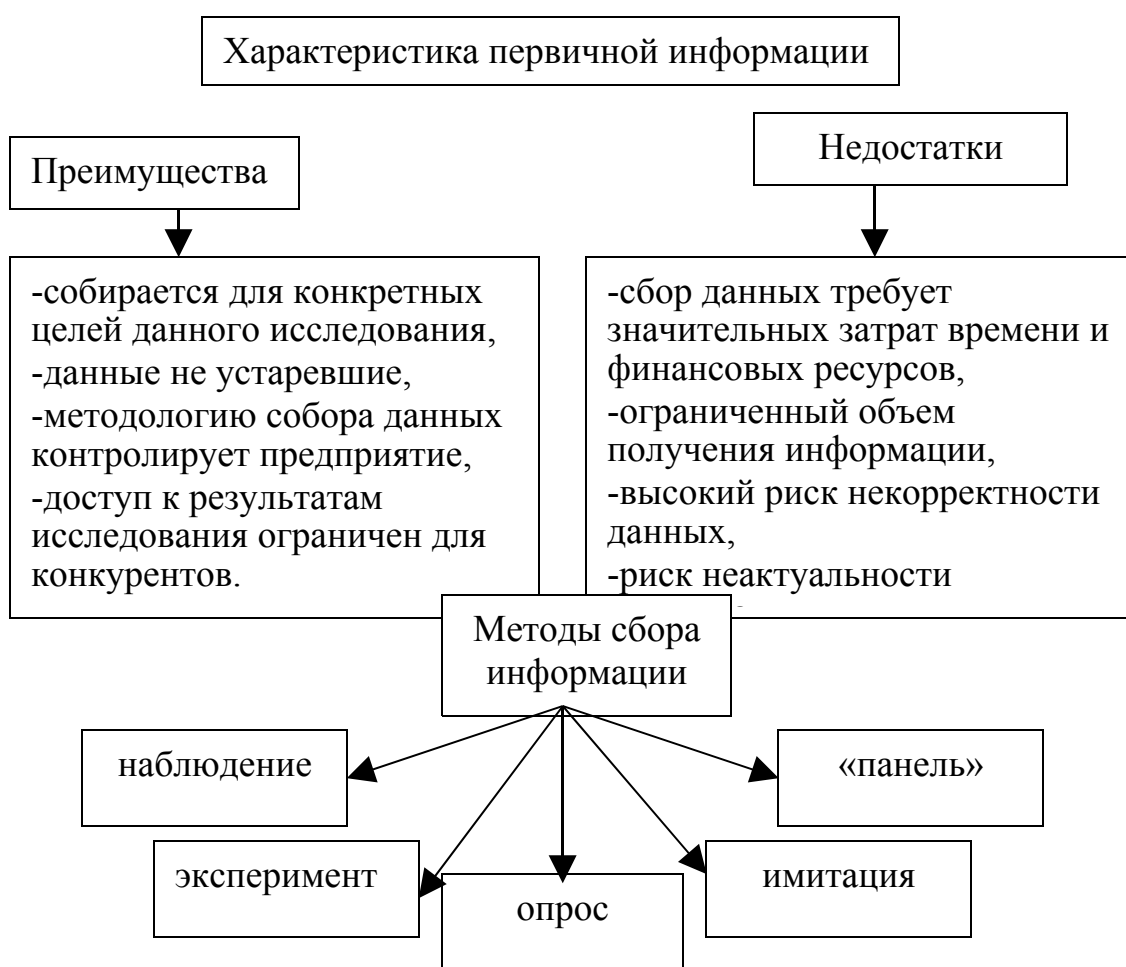 Характеристика первичной информации
Преимущества
Недостатки
-собирается для конкретных
целей данного исследования,
-данные не устаревшие,
-методологию собора данных
контролирует предприятие,
-доступ к результатам
исследования ограничен для
конкурентов.
-сбор данных требует
значительных затрат времени и
финансовых ресурсов,
-ограниченный объем
получения информации,
-высокий риск некорректности
данных,
-риск неактуальности
Методы сбора
информации
наблюдение
«панель»
эксперимент
имитация
опрос